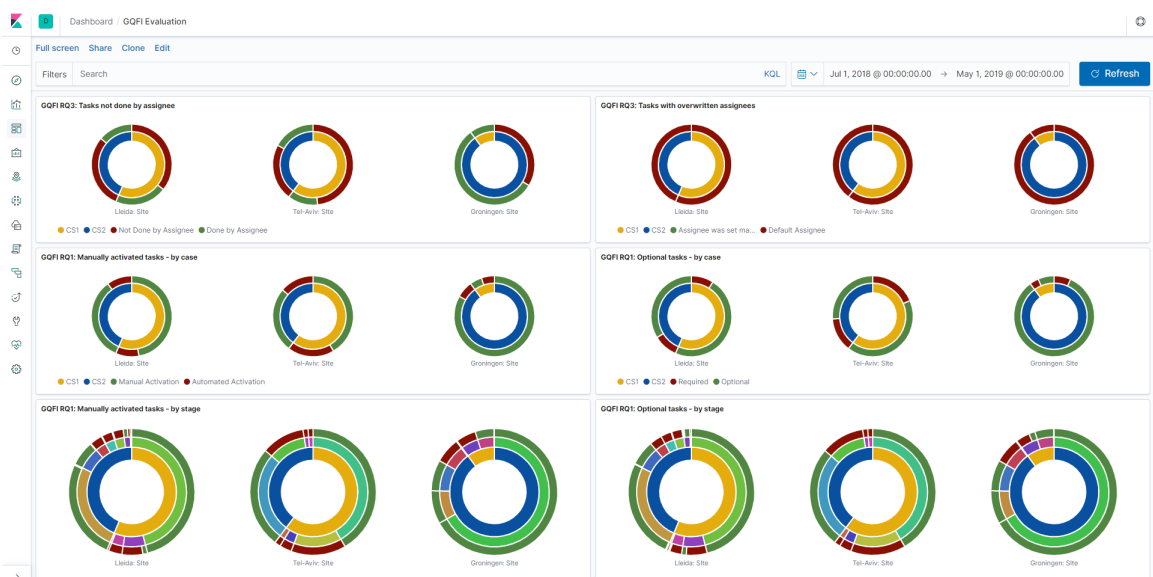 D Dashboard / GQFI Evaluation
Full screen Share Clone Edit
Filters Search KQL Jul 1, 2018 @ 00:00:00.00 → May 1, 2019 @ 00:00:00.00 Refresh
GQFI RQ3: Tasks not done by assignee
Lleida: Site Tel-Aviv: Site Groningen: Site
CS1 CS2 Not Done by Assignee Done by Assignee
GQFI RQ3: Tasks with overwritten assignees
Lleida: Site Tel-Aviv: Site Groningen: Site
CS1 CS2 Assignee was set ma... Default Assignee
GQFI RQ1: Manually activated tasks - by case
Lleida: Site Tel-Aviv: Site Groningen: Site
CS1 CS2 Manual Activation Automated Activation
GQFI RQ1: Optional tasks - by case
Lleida: Site Tel-Aviv: Site Groningen: Site
CS1 CS2 Required Optional
GQFI RQ1: Manually activated tasks - by stage
Lleida: Site Tel-Aviv: Site Groningen: Site
GQFI RQ1: Optional tasks - by stage
Lleida: Site Tel-Aviv: Site Groningen: Site